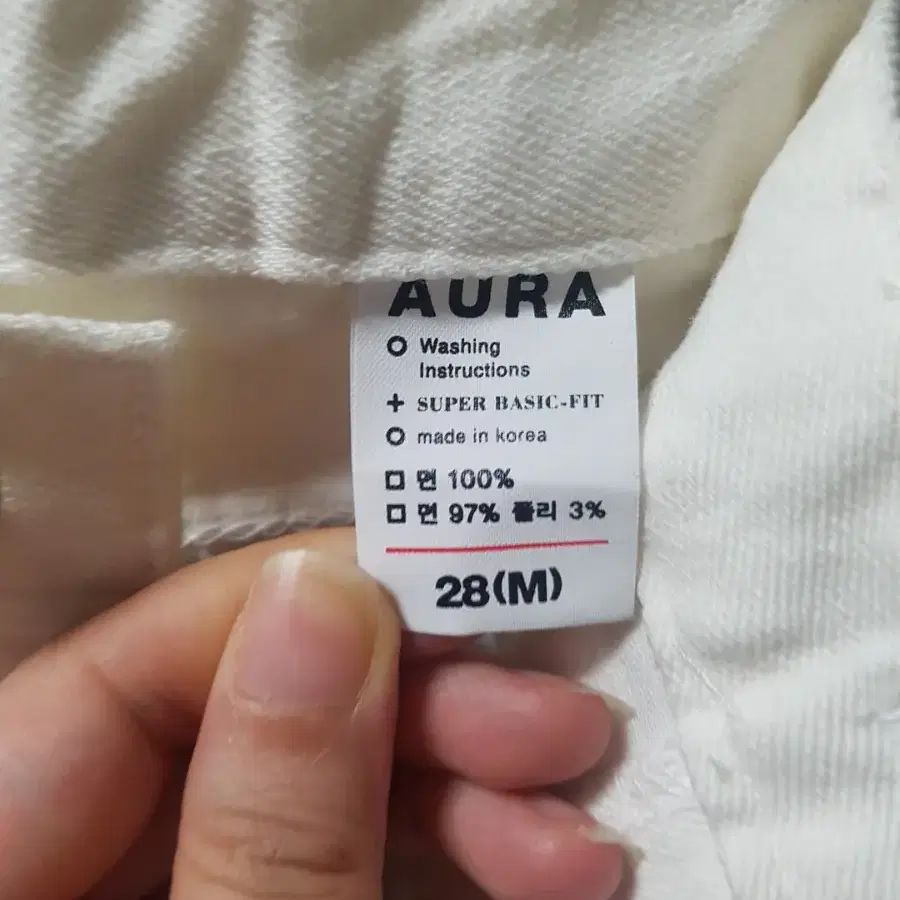 AURA
Washing
Instructions
+ SUPER BASIC-FIT
made in korea
면 100%
면 97% 폴리 3%
28(M)